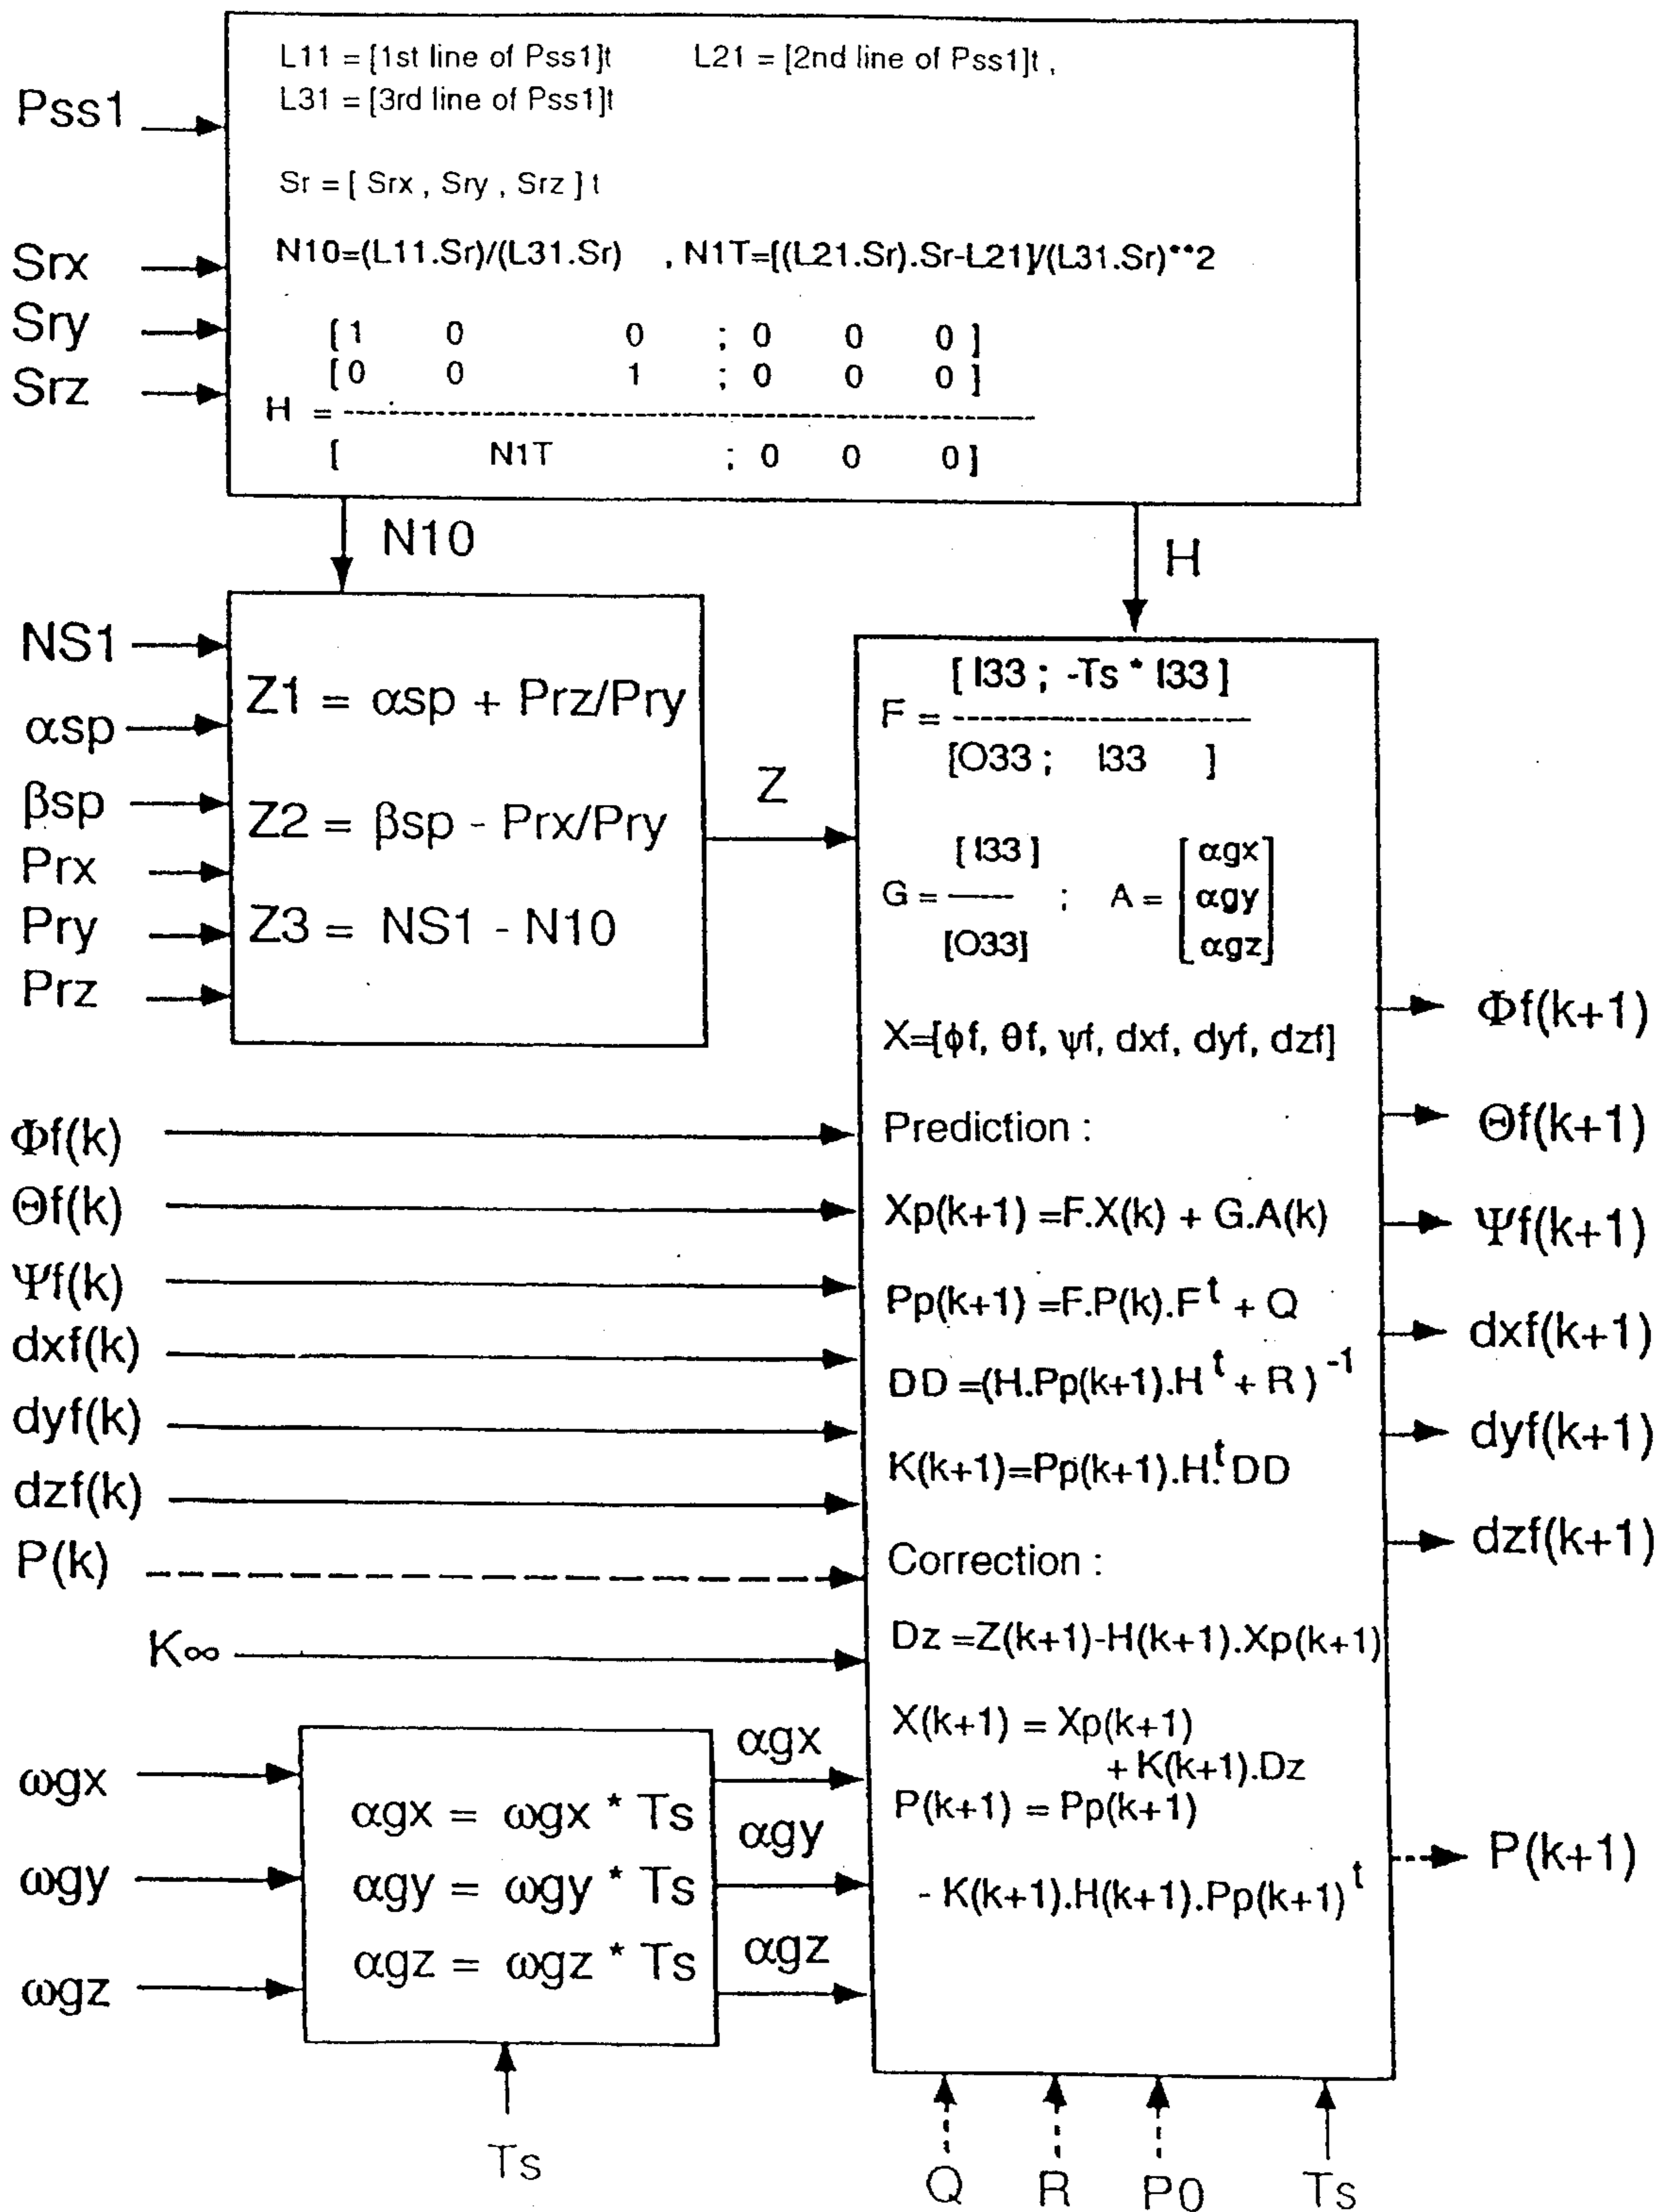 L11 = [1st line of Pss1]t L21 = [2nd line of Pss1]t ,
L31 = [3rd line of Pss1]t
Pss1
Sr = [ Srx , Sry , Srz ] t
Srx
N10=(L11.Sr)/(L31.Sr) , N1T=[(L21.Sr).Sr-L21]/(L31.Sr)**2
Sry
[1 0 0 ; 0 0 0 ]
[0 0 1 ; 0 0 0 ]
Srz
H = --------------------
[ N1T ; 0 0 0]
N10
H
NS1
αsp
βsp
Prx
Pry
Prz
Z1 = αsp + Prz/Pry
Z2 = βsp - Prx/Pry
Z3 = NS1 - N10
Z
[ I33 ; -Ts * I33 ]
F = --------------------
[O33 ; I33 ]
[ I33 ]
G = ---- ; A = [αgx
αgy
αgz]
[O33]
X=[ϕf, θf, ψf, dxf, dyf, dzf]
Prediction :
Xp(k+1) =F.X(k) + G.A(k)
Pp(k+1) =F.P(k).F t + Q
DD =(H.Pp(k+1).H t + R ) -1
K(k+1)=Pp(k+1).H.t DD
Correction :
Dz =Z(k+1)-H(k+1).Xp(k+1)
X(k+1) = Xp(k+1)
+ K(k+1).Dz
P(k+1) = Pp(k+1)
- K(k+1).H(k+1).Pp(k+1) t
Φf(k)
Θf(k)
Ψf(k)
dxf(k)
dyf(k)
dzf(k)
P(k)
K∞
ωgx
ωgy
ωgz
αgx = ωgx * Ts
αgy = ωgy * Ts
αgz = ωgz * Ts
αgx
αgy
αgz
Ts
Q
R
P0
Ts
Φf(k+1)
Θf(k+1)
Ψf(k+1)
dxf(k+1)
dyf(k+1)
dzf(k+1)
P(k+1)